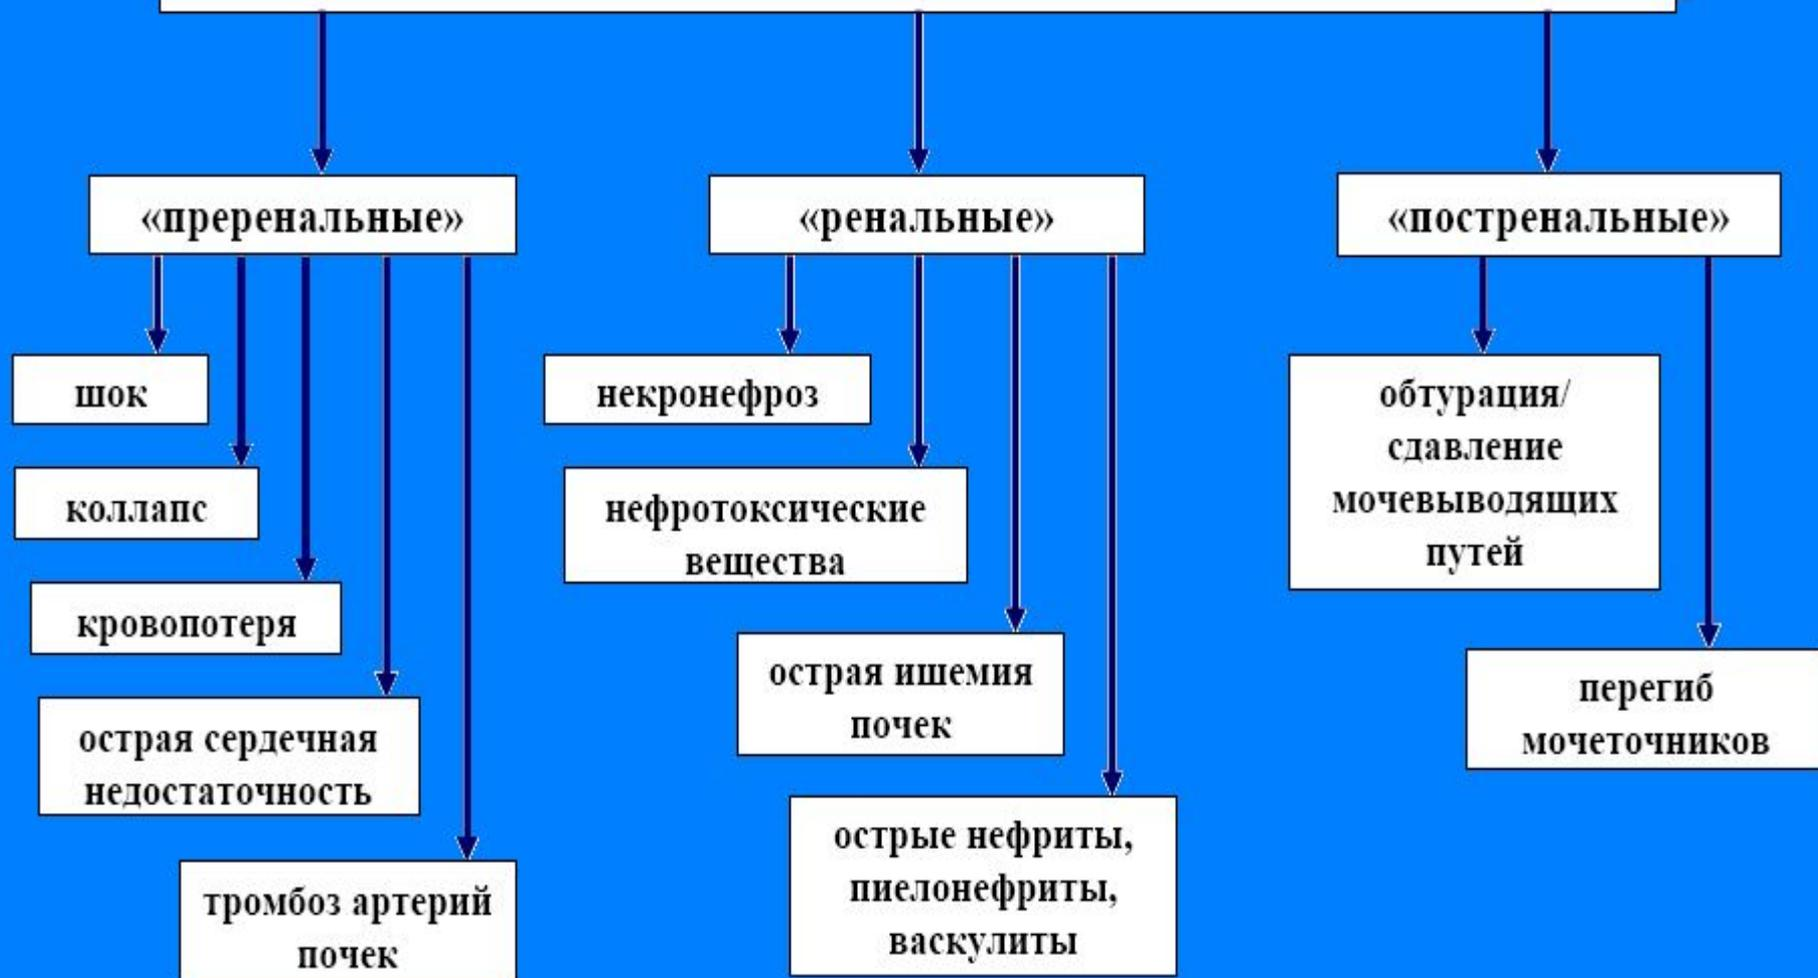 «преренальные»
«ренальные»
«постренальные»
шок
коллапс
кровопотеря
острая сердечная
недостаточность
тромбоз артерий
почек
некронефроз
нефротоксические
вещества
острая ишемия
почек
острые нефриты,
пиелонефриты,
васкулиты
обтурация/
сдавление
мочевыводящих
путей
перегиб
мочеточников